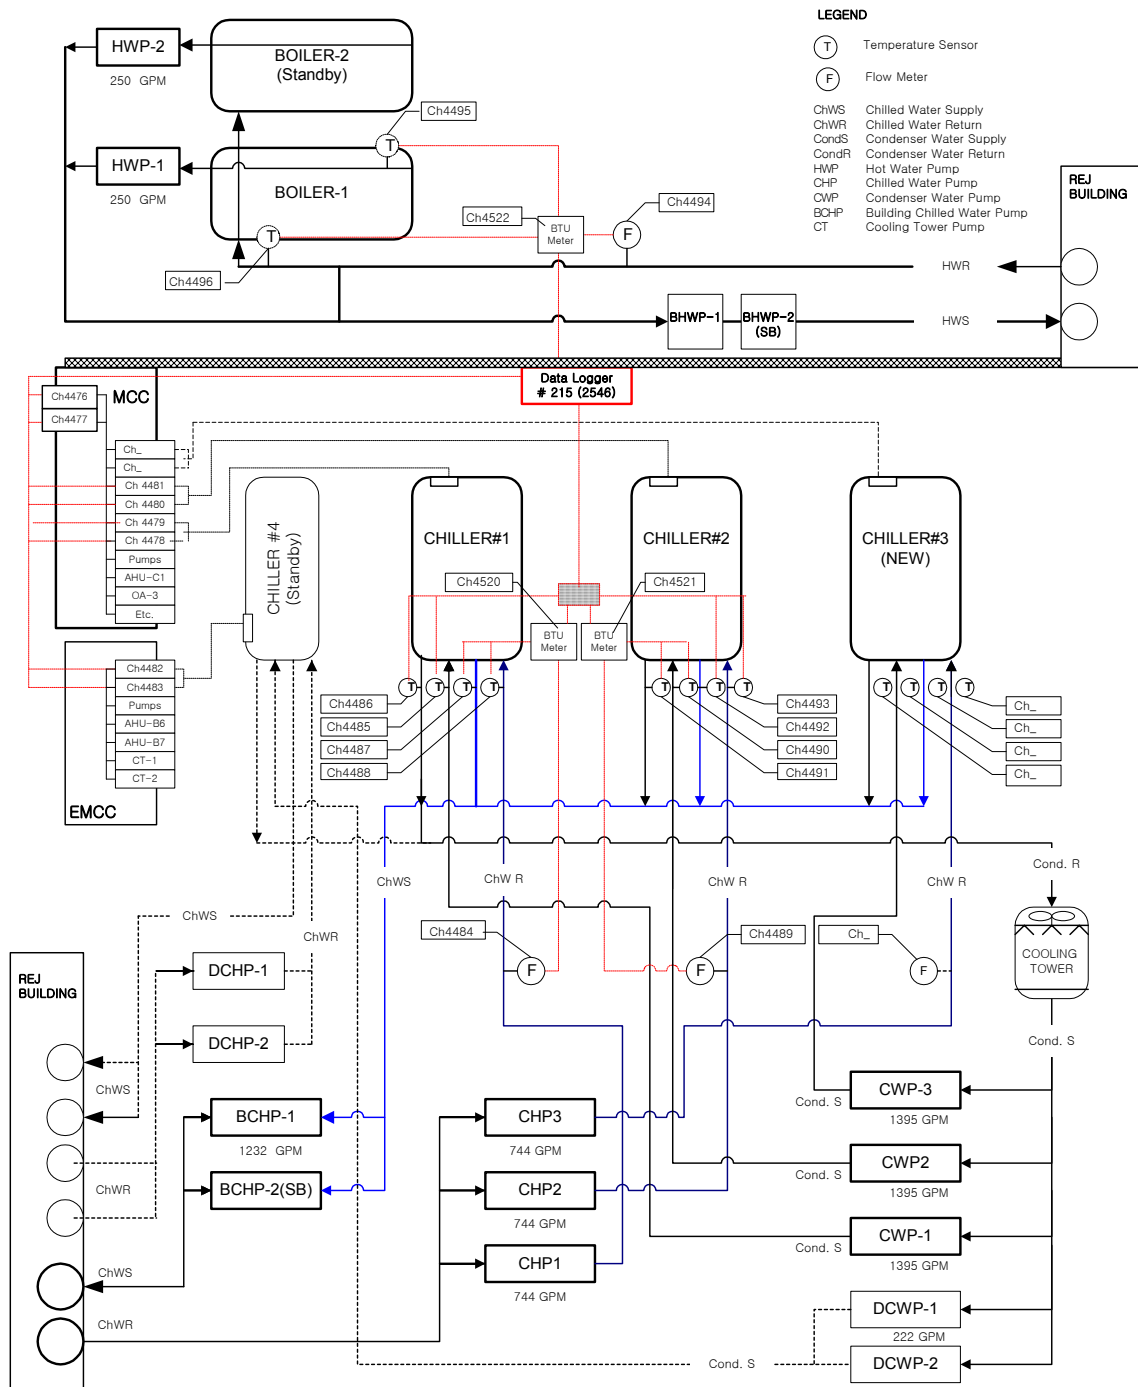 LEGEND
T Temperature Sensor
F Flow Meter
ChWS Chilled Water Supply
ChWR Chilled Water Return
CondS Condenser Water Supply
CondR Condenser Water Return
HWP Hot Water Pump
CHP Chilled Water Pump
CWP Condenser Water Pump
BCHP Building Chilled Water Pump
CT Cooling Tower Pump
HWP-2
250 GPM
BOILER-2
(Standby)
Ch4495
T
HWP-1
250 GPM
BOILER-1
Ch4522
BTU
Meter
Ch4494
F
T
Ch4496
REJ
BUILDING
HWR
BHWP-1
BHWP-2
(SB)
HWS
Data Logger
# 215 (2546)
MCC
Ch4476
Ch4477
Ch_
Ch_
Ch 4481
Ch 4480
Ch 4479
Ch 4478
Pumps
AHU-C1
OA-3
Etc.
Ch4482
Ch4483
Pumps
AHU-B6
AHU-B7
CT-1
CT-2
EMCC
CHILLER #4
(Standby)
CHILLER#1
CHILLER#2
CHILLER#3
(NEW)
Ch4520
Ch4521
BTU
Meter
BTU
Meter
T T T T
T T T T
T T T T
Ch4486
Ch4485
Ch4487
Ch4488
Ch4493
Ch4492
Ch4490
Ch4491
Ch_
Ch_
Ch_
Ch_
Cond. R
ChWS
ChW R
ChW R
ChW R
ChWS
ChWR
Ch4484
F
Ch4489
F
Ch_
F
COOLING
TOWER
Cond. S
REJ
BUILDING
DCHP-1
DCHP-2
ChWS
BCHP-1
1232 GPM
BCHP-2(SB)
ChWR
ChWS
ChWR
CHP3
744 GPM
CHP2
744 GPM
CHP1
744 GPM
CWP-3
Cond. S
1395 GPM
CWP2
Cond. S
1395 GPM
CWP-1
Cond. S
1395 GPM
DCWP-1
222 GPM
DCWP-2
Cond. S